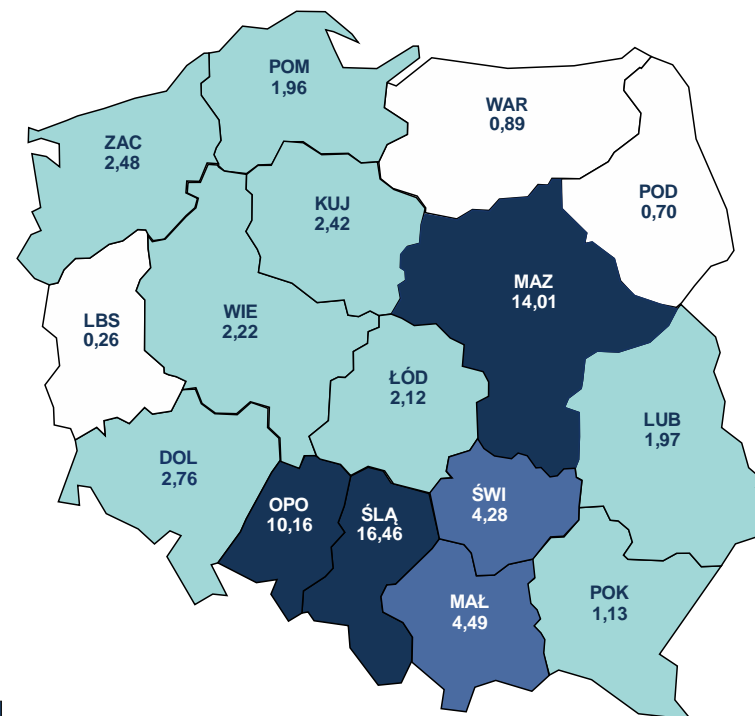 POM
1,96
WAR
0,89
ZAC
2,48
POD
0,70
KUJ
2,42
MAZ
14,01
WIE
2,22
LBS
0,26
ŁÓD
2,12
LUB
1,97
DOL
2,76
OPO
10,16
ŚLĄ
16,46
ŚWI
4,28
MAŁ
4,49
POK
1,13